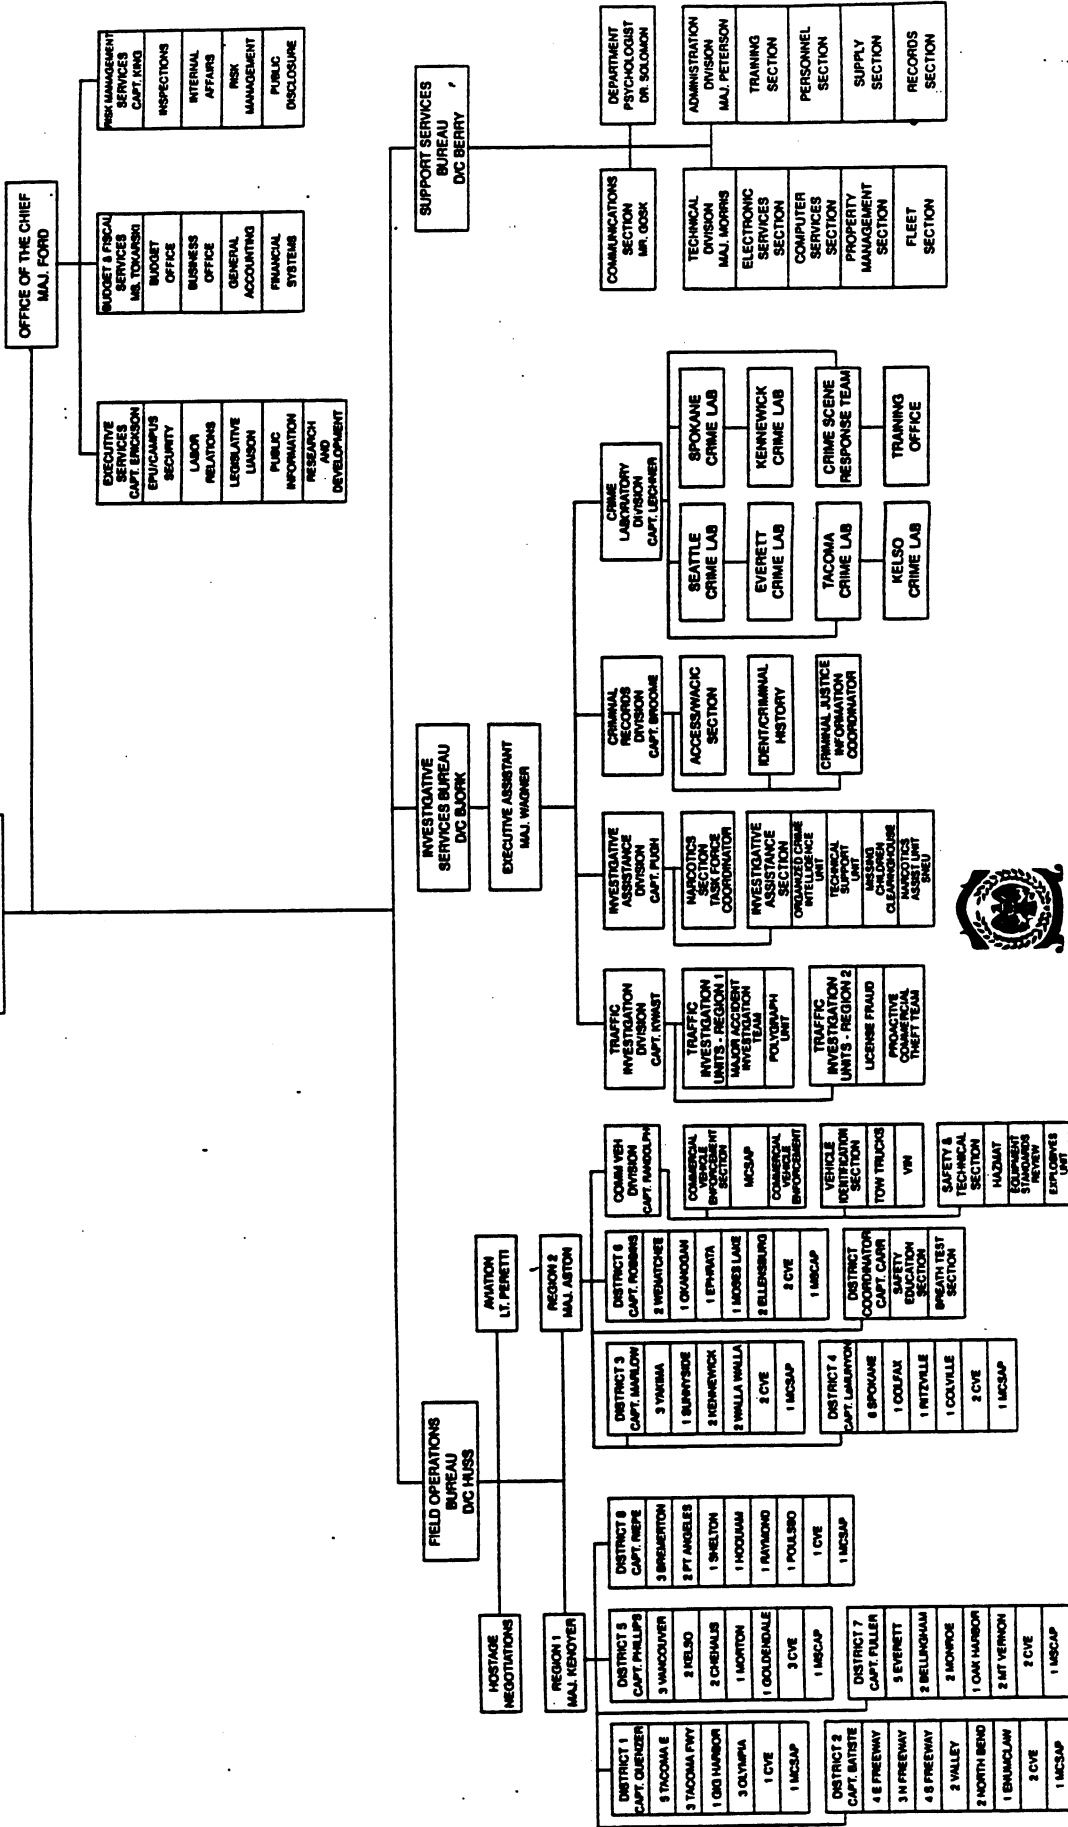 OFFICE OF THE CHIEF
MAJ. FORD
EXECUTIVE
SERVICES
CAPT. ERICKSON
EPU/CAMPUS
SECURITY
LABOR
RELATIONS
LEGISLATIVE
LIAISON
PUBLIC
INFORMATION
RESEARCH
AND
DEVELOPMENT
BUDGET & FISCAL
SERVICES
MS. TOKARSKI
BUDGET
OFFICE
BUSINESS
OFFICE
GENERAL
ACCOUNTING
FINANCIAL
SYSTEMS
RISK MANAGEMENT
SERVICES
CAPT. KING
INSPECTIONS
INTERNAL
AFFAIRS
RISK
MANAGEMENT
PUBLIC
DISCLOSURE
FIELD OPERATIONS
BUREAU
D/C HUSS
HOSTAGE
NEGOTIATIONS
AVIATION
LT. PERETTI
REGION 1
MAJ. KENOYER
REGION 2
MAJ. ASTON
DISTRICT 1
CAPT. QUENZER
5 TACOMA E
3 TACOMA FWY
1 GIG HARBOR
3 OLYMPIA
1 CVE
1 MCSAP
DISTRICT 2
CAPT. BATISTE
4 E FREEWAY
3 N FREEWAY
4 S FREEWAY
2 VALLEY
2 NORTH BEND
1 ENUMCLAW
2 CVE
1 MCSAP
DISTRICT 5
CAPT. PHILLIPS
3 VANCOUVER
2 KELSO
2 CHEHALIS
1 MORTON
1 GOLDENDALE
3 CVE
1 MSCAP
DISTRICT 7
CAPT. FULLER
5 EVERETT
2 BELLINGHAM
2 MONROE
1 OAK HARBOR
2 MT VERNON
2 CVE
1 MSCAP
DISTRICT 8
CAPT. RIEPE
3 BREMERTON
2 PT ANGELES
1 SHELTON
1 HOQUIAM
1 RAYMOND
1 POULSBO
1 CVE
1 MCSAP
DISTRICT 3
CAPT. MARLOW
3 YAKIMA
1 SUNNYSIDE
2 KENNEWICK
2 WALLA WALLA
2 CVE
1 MCSAP
DISTRICT 4
CAPT. LeMUNYON
6 SPOKANE
1 COLFAX
1 RITZVILLE
1 COLVILLE
2 CVE
1 MCSAP
DISTRICT 6
CAPT. ROBBINS
2 WENATCHEE
1 OKANOGAN
1 EPHRATA
1 MOSES LAKE
2 ELLENSBURG
2 CVE
1 MSCAP
DISTRICT
COORDINATOR
CAPT. CARR
SAFETY
EDUCATION
SECTION
BREATH TEST
SECTION
COMM VEH
DIVISION
CAPT. RANDOLPH
COMMERCIAL
VEHICLE
ENFORCEMENT
SECTION
MCSAP
COMMERCIAL
VEHICLE
ENFORCEMENT
VEHICLE
IDENTIFICATION
SECTION
TOW TRUCKS
VIN
SAFETY &
TECHNICAL
SECTION
HAZMAT
EQUIPMENT
STANDARDS
REVIEW
EXPLOSIVES
UNIT
INVESTIGATIVE
SERVICES BUREAU
D/C BJORK
EXECUTIVE ASSISTANT
MAJ. WAGNER
TRAFFIC
INVESTIGATION
DIVISION
CAPT. KWAST
TRAFFIC
INVESTIGATION
UNITS - REGION 1
MAJOR ACCIDENT
INVESTIGATION
TEAM
POLYGRAPH
UNIT
TRAFFIC
INVESTIGATION
UNITS - REGION 2
LICENSE FRAUD
PROACTIVE
COMMERCIAL
THEFT TEAM
INVESTIGATIVE
ASSISTANCE
DIVISION
CAPT. PUGH
NARCOTICS
SECTION
TASK FORCE
COORDINATOR
INVESTIGATIVE
ASSISTANCE
SECTION
ORGANIZED CRIME
INTELLIGENCE
UNIT
TECHNICAL
SUPPORT
UNIT
MISSING
CHILDREN
CLEARINGHOUSE
NARCOTICS
ASSIST UNIT
SNEU
CRIMINAL
RECORDS
DIVISION
CAPT. BROOME
ACCESS/WACIC
SECTION
IDENT/CRIMINAL
HISTORY
CRIMINAL JUSTICE
INFORMATION
COORDINATOR
CRIME
LABORATORY
DIVISION
CAPT. LEICHNER
SEATTLE
CRIME LAB
SPOKANE
CRIME LAB
EVERETT
CRIME LAB
KENNEWICK
CRIME LAB
TACOMA
CRIME LAB
CRIME SCENE
RESPONSE TEAM
KELSO
CRIME LAB
TRAINING
OFFICE
SUPPORT SERVICES
BUREAU
D/C BERRY
COMMUNICATIONS
SECTION
MR. GOSK
DEPARTMENT
PSYCHOLOGIST
DR. SOLOMON
TECHNICAL
DIVISION
MAJ. MORRIS
ELECTRONIC
SERVICES
SECTION
COMPUTER
SERVICES
SECTION
PROPERTY
MANAGEMENT
SECTION
FLEET
SECTION
ADMINISTRATION
DIVISION
MAJ. PETERSON
TRAINING
SECTION
PERSONNEL
SECTION
SUPPLY
SECTION
RECORDS
SECTION